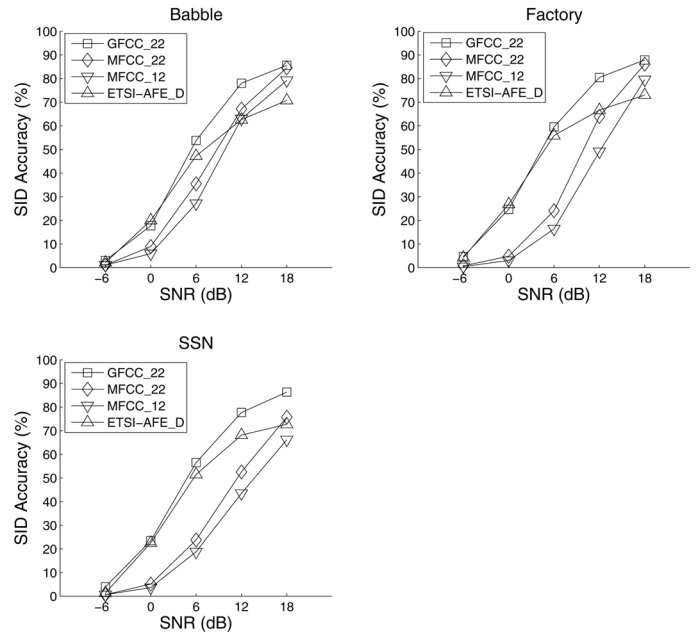 Babble
100
90
80
70
60
50
40
30
20
10
0
GFCC_22
MFCC_22
MFCC_12
ETSI−AFE_D
SID Accuracy (%)
−6 0 6 12 18
SNR (dB)
Factory
100
90
80
70
60
50
40
30
20
10
0
GFCC_22
MFCC_22
MFCC_12
ETSI−AFE_D
SID Accuracy (%)
−6 0 6 12 18
SNR (dB)
SSN
100
90
80
70
60
50
40
30
20
10
0
GFCC_22
MFCC_22
MFCC_12
ETSI−AFE_D
SID Accuracy (%)
−6 0 6 12 18
SNR (dB)